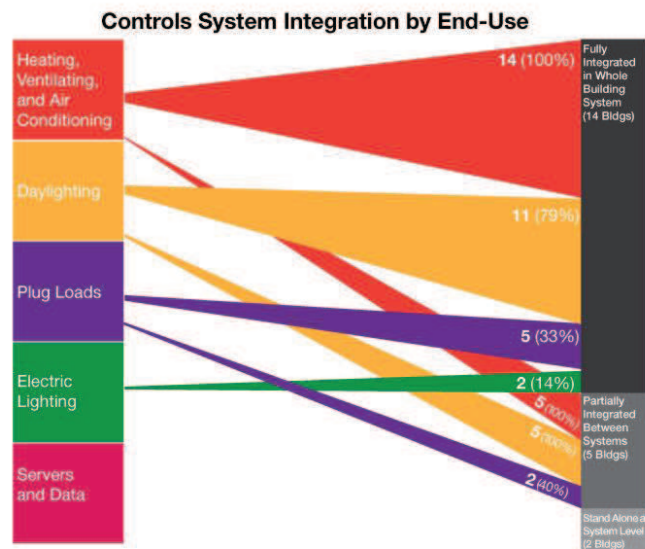 Controls System Integration by End-Use
Heating,
Ventilating,
and Air
Conditioning
Daylighting
Plug Loads
Electric
Lighting
Servers
and Data
14 (100%)
11 (79%)
5 (33%)
2 (14%)
5 (100%)
5 (100%)
2 (40%)
Fully
Integrated
in Whole
Building
System
(14 Bldgs)
Partially
Integrated
Between
Systems
(5 Bldgs)
Stand Alone a
System Level
(2 Bldgs)